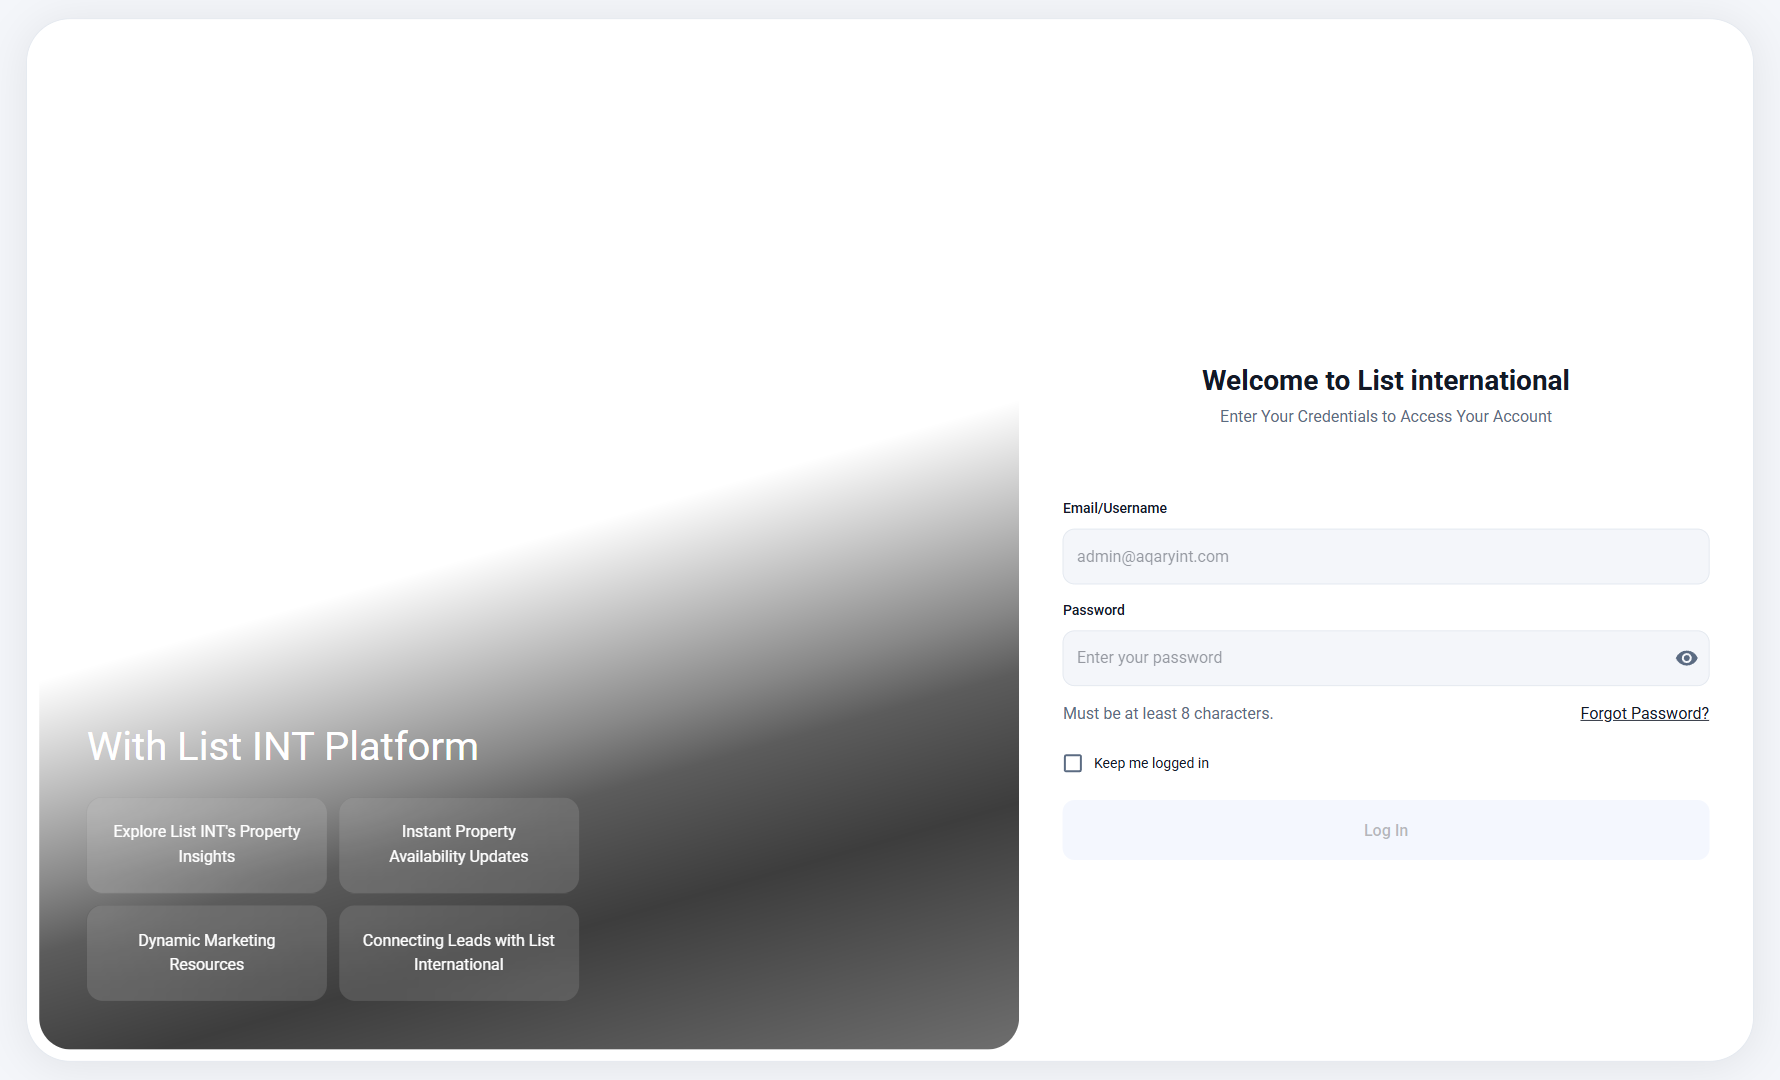 With List INT Platform
Explore List INT's Property
Insights
Instant Property
Availability Updates
Dynamic Marketing
Resources
Connecting Leads with List
International
Welcome to List international
Enter Your Credentials to Access Your Account
Email/Username
admin@aqaryint.com
Password
Enter your password
Must be at least 8 characters.
Forgot Password?
Keep me logged in
Log In